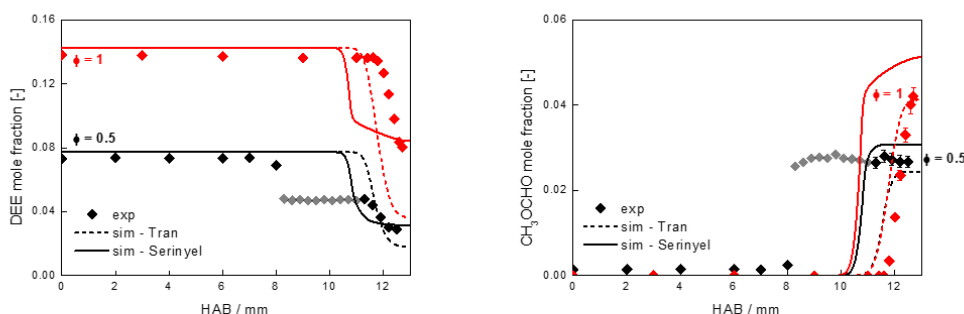 0.16
0.12
0.08
0.04
0.00
DEE mole fraction [-]
ϕ = 1
ϕ = 0.5
exp
sim - Tran
sim - Serinyel
0 2 4 6 8 10 12
HAB / mm
0.06
0.04
0.02
0.00
CH₃OCHO mole fraction [-]
ϕ = 1
ϕ = 0.5
exp
sim - Tran
sim - Serinyel
0 2 4 6 8 10 12
HAB / mm